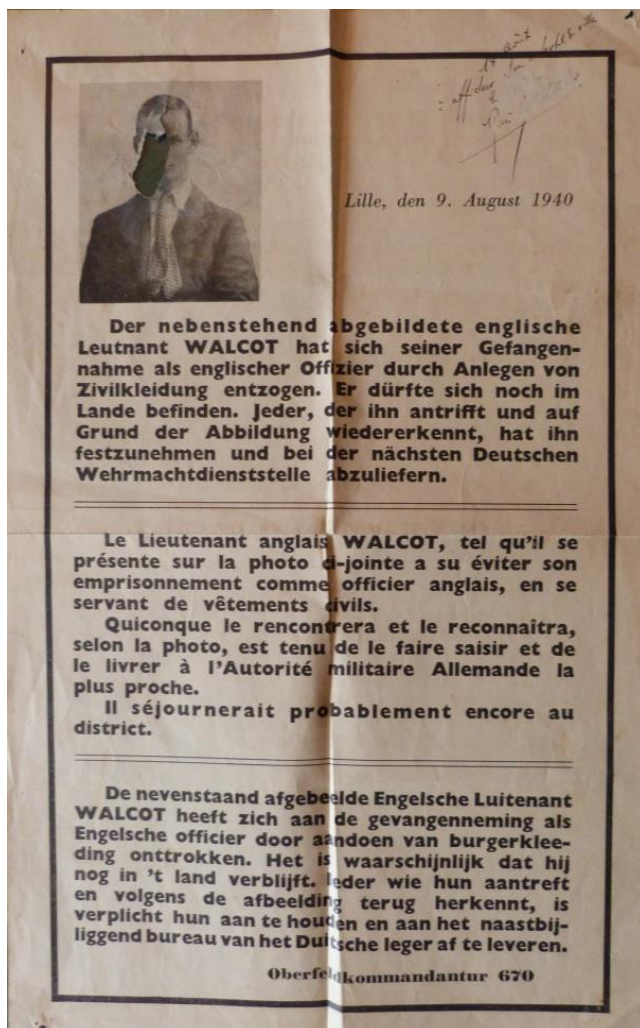 Lille, den 9. August 1940
Der nebenstehend abgebildete englische
Leutnant WALCOT hat sich seiner Gefangen-
nahme als englischer Offizier durch Anlegen von
Zivilkleidung entzogen. Er dürfte sich noch im
Lande befinden. Jeder, der ihn antrifft und auf
Grund der Abbildung wiedererkennt, hat ihn
festzunehmen und bei der nächsten Deutschen
Wehrmachtdienststelle abzuliefern.
Le Lieutenant anglais WALCOT, tel qu'il se
présente sur la photo ci-jointe a su éviter son
emprisonnement comme officier anglais, en se
servant de vêtements civils.
Quiconque le rencontrera et le reconnaîtra,
selon la photo, est tenu de le faire saisir et de
le livrer à l'Autorité militaire Allemande la
plus proche.
Il séjournerait probablement encore au
district.
De nevenstaand afgebeelde Engelsche Luitenant
WALCOT heeft zich aan de gevangenneming als
Engelsche officier door aandoen van burgerklee-
ding onttrokken. Het is waarschijnlijk dat hij
nog in 't land verblijft. Ieder wie hun aantreft
en volgens de afbeelding terug herkennt, is
verplicht hun aan te houden en aan het naastbij-
liggend bureau van het Duitsche leger af te leveren.
Oberfeldkommandantur 670